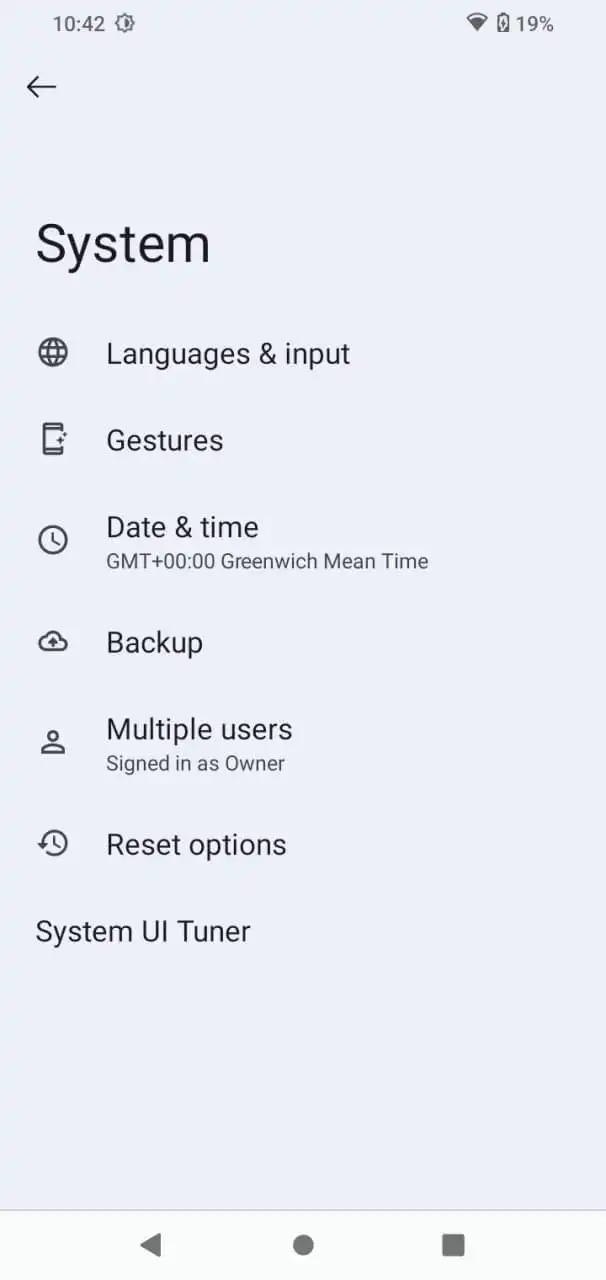 10:42 19%
System
Languages & input
Gestures
Date & time
GMT+00:00 Greenwich Mean Time
Backup
Multiple users
Signed in as Owner
Reset options
System UI Tuner